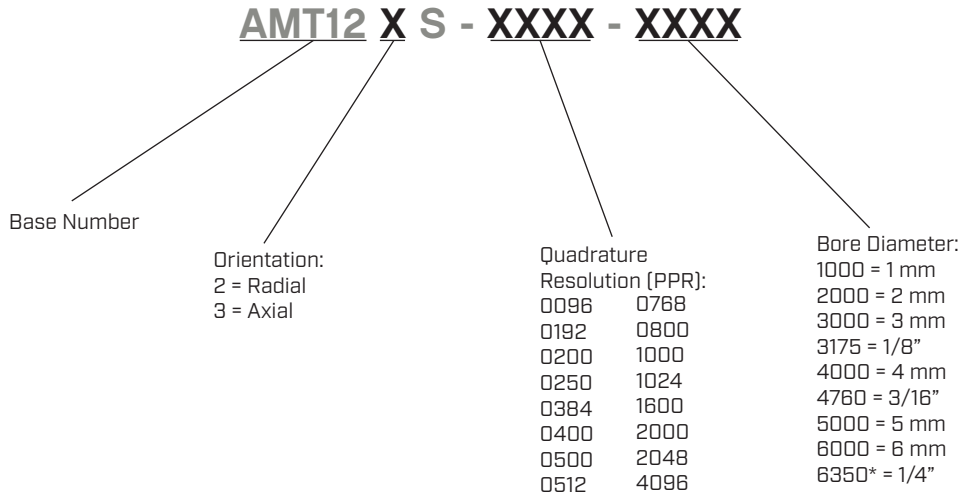 AMT12 X S - XXXX - XXXX
Base Number
Orientation:
2 = Radial
3 = Axial
Quadrature
Resolution (PPR):
0096 0768
0192 0800
0200 1000
0250 1024
0384 1600
0400 2000
0500 2048
0512 4096
Bore Diameter:
1000 = 1 mm
2000 = 2 mm
3000 = 3 mm
3175 = 1/8”
4000 = 4 mm
4760 = 3/16”
5000 = 5 mm
6000 = 6 mm
6350* = 1/4”